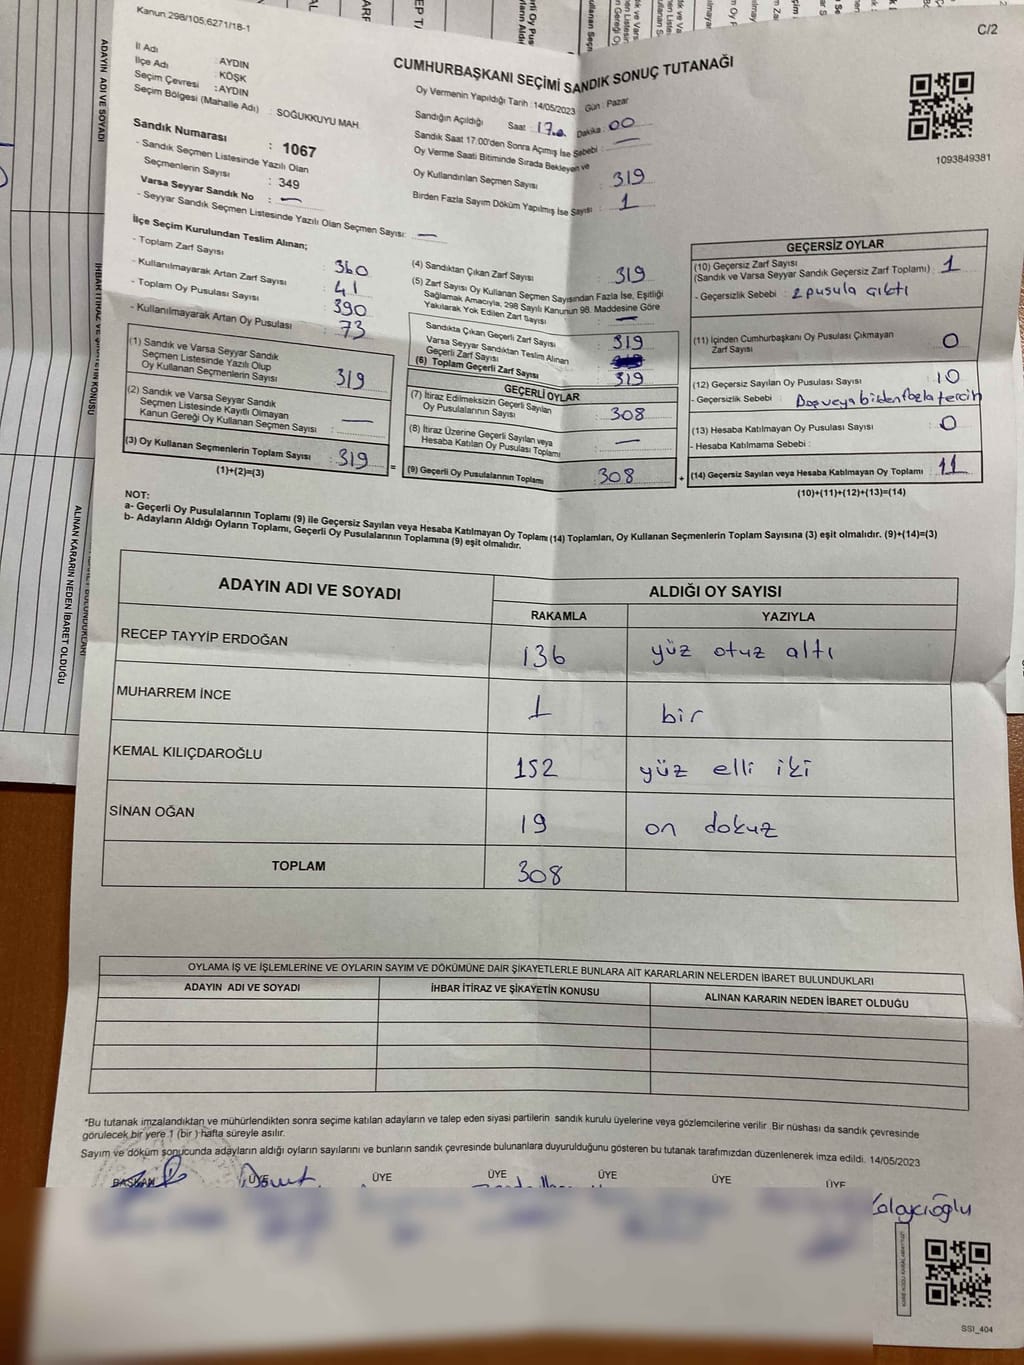 Kanun 298/105,6271/18-1
C/2
CUMHURBAŞKANI SEÇİMİ SANDIK SONUÇ TUTANAĞI
İl Adı : AYDIN
İlçe Adı : KÖŞK
Seçim Çevresi : AYDIN
Seçim Bölgesi (Mahalle Adı) : SOĞUKKUYU MAH.
Sandık Numarası : 1067
- Sandık Seçmen Listesinde Yazılı Olan
Seçmenlerin Sayısı : 349
Varsa Seyyar Sandık No : —
- Seyyar Sandık Seçmen Listesinde Yazılı Olan Seçmen Sayısı: —
Oy Vermenin Yapıldığı Tarih : 14/05/2023 Gün : Pazar
Sandığın Açıldığı Saat : 17.00 Dakika : 00
Sandık Saat 17:00'den Sonra Açımış İse Sebebi : —
Oy Verme Saati Bitiminde Sırada Bekleyen ve
Oy Kullandırılan Seçmen Sayısı : 319
Birden Fazla Sayım Döküm Yapılmış İse Sayısı : 1
1093849381
İlçe Seçim Kurulundan Teslim Alınan;
- Toplam Zarf Sayısı : 360
- Kullanılmayarak Artan Zarf Sayısı : 41
- Toplam Oy Pusulası Sayısı : 390
- Kullanılmayarak Artan Oy Pusulası : 73
(1) Sandık ve Varsa Seyyar Sandık
Seçmen Listesinde Yazılı Olup
Oy Kullanan Seçmenlerin Sayısı : 319
(2) Sandık ve Varsa Seyyar Sandık
Seçmen Listesinde Kayıtlı Olmayan
Kanun Gereği Oy Kullanan Seçmen Sayısı : —
(3) Oy Kullanan Seçmenlerin Toplam Sayısı : 319
(1)+(2)=(3)
=
(4) Sandıktan Çıkan Zarf Sayısı : 319
(5) Zarf Sayısı Oy Kullanan Seçmen Sayısından Fazla İse, Eşitliği
Sağlamak Amacıyla, 298 Sayılı Kanunun 98. Maddesine Göre
Yakılarak Yok Edilen Zarf Sayısı : —
Sandıkta Çıkan Geçerli Zarf Sayısı : 319
Varsa Seyyar Sandıktan Teslim Alınan
Geçerli Zarf Sayısı :
(6) Toplam Geçerli Zarf Sayısı : 319
GEÇERLİ OYLAR
(7) İtiraz Edilmeksizin Geçerli Sayılan
Oy Pusulalarının Sayısı : 308
(8) İtiraz Üzerine Geçerli Sayılan veya
Hesaba Katılan Oy Pusulası Toplamı : —
(9) Geçerli Oy Pusulalarının Toplamı : 308
+
GEÇERSİZ OYLAR
(10) Geçersiz Zarf Sayısı
(Sandık ve Varsa Seyyar Sandık Geçersiz Zarf Toplamı) : 1
- Geçersizlik Sebebi : 2 pusula çıktı
(11) İçinden Cumhurbaşkanı Oy Pusulası Çıkmayan
Zarf Sayısı : 0
(12) Geçersiz Sayılan Oy Pusulası Sayısı : 10
- Geçersizlik Sebebi : Boş veya birden fazla tercih
(13) Hesaba Katılmayan Oy Pusulası Sayısı : 0
- Hesaba Katılmama Sebebi :
(14) Geçersiz Sayılan veya Hesaba Katılmayan Oy Toplamı : 11
(10)+(11)+(12)+(13)=(14)
NOT:
a- Geçerli Oy Pusulalarının Toplamı (9) ile Geçersiz Sayılan veya Hesaba Katılmayan Oy Toplamı (14) Toplamları, Oy Kullanan Seçmenlerin Toplam Sayısına (3) eşit olmalıdır. (9)+(14)=(3)
b- Adayların Aldığı Oyların Toplamı, Geçerli Oy Pusulalarının Toplamına (9) eşit olmalıdır.
ADAYIN ADI VE SOYADI ALDIĞI OY SAYISI
RAKAMLA YAZIYLA
RECEP TAYYİP ERDOĞAN 136 yüz otuz altı
MUHARREM İNCE 1 bir
KEMAL KILIÇDAROĞLU 152 yüz elli iki
SİNAN OĞAN 19 on dokuz
TOPLAM 308
OYLAMA İŞ VE İŞLEMLERİNE VE OYLARIN SAYIM VE DÖKÜMÜNE DAİR ŞİKAYETLERLE BUNLARA AİT KARARLARIN NELERDEN İBARET BULUNDUKLARI
ADAYIN ADI VE SOYADI İHBAR İTİRAZ VE ŞİKAYETİN KONUSU ALINAN KARARIN NEDEN İBARET OLDUĞU
*Bu tutanak imzalandıktan ve mühürlendikten sonra seçime katılan adayların ve talep eden siyasi partilerin sandık kurulu üyelerine veya gözlemcilerine verilir. Bir nüshası da sandık çevresinde
görülecek bir yere 1 (bir) hafta süreyle asılır.
Sayım ve döküm sonucunda adayların aldığı oyların sayılarını ve bunların sandık çevresinde bulunanlara duyurulduğunu gösteren bu tutanak tarafımızdan düzenlenerek imza edildi. 14/05/2023
BAŞKAN ÜYE ÜYE ÜYE ÜYE ÜYE ÜYE
Kalaycıoğlu
SSI_404
ADAYIN ADI VE SOYADI
ALINAN KARARIN NEDEN İBARET OLDUĞU